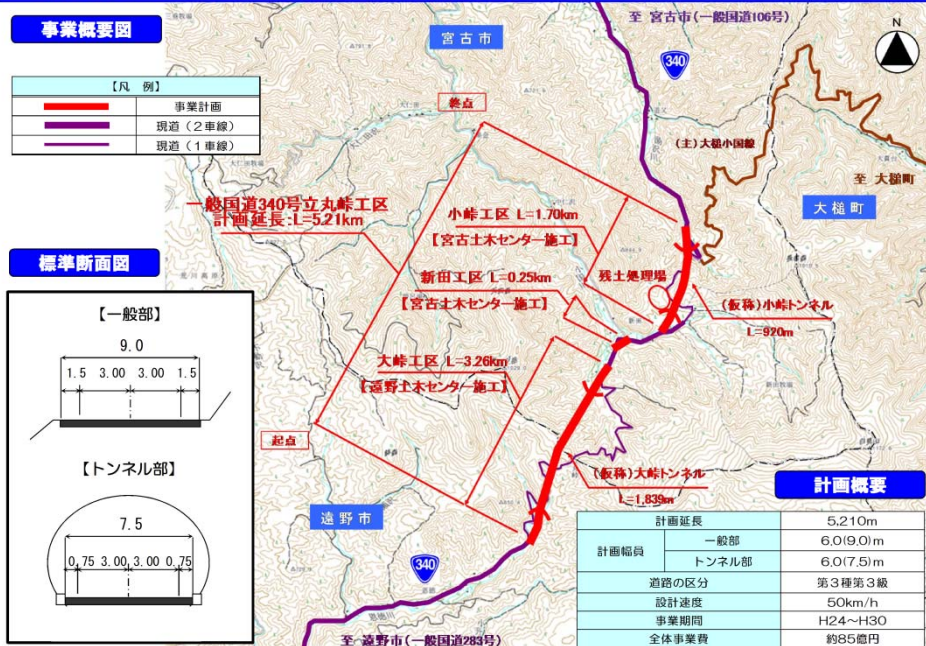 事業概要図
【凡 例】
事業計画
現道(2車線)
現道(1車線)
至 宮古市(一般国道106号)
宮古市
340
N
終点
(主)大槌小国線
至 大槌町
大槌町
一般国道340号立丸峠工区
計画延長:L=5.21km
小峠工区 L=1.70km
【宮古土木センター施工】
残土処理場
新田工区 L=0.25km
【宮古土木センター施工】
(仮称)小峠トンネル
L=920m
大峠工区 L=3.26km
【遠野土木センター施工】
起点
(仮称)大峠トンネル
L=1,839m
遠野市
340
至 遠野市(一般国道283号)
標準断面図
【一般部】
9.0
1.5 3.00 3.00 1.5
【トンネル部】
7.5
0.75 3.00 3.00 0.75
計画概要
計画延長 5,210m
計画幅員 一般部 6.0(9.0)m
トンネル部 6.0(7.5)m
道路の区分 第3種第3級
設計速度 50km/h
事業期間 H24~H30
全体事業費 約85億円